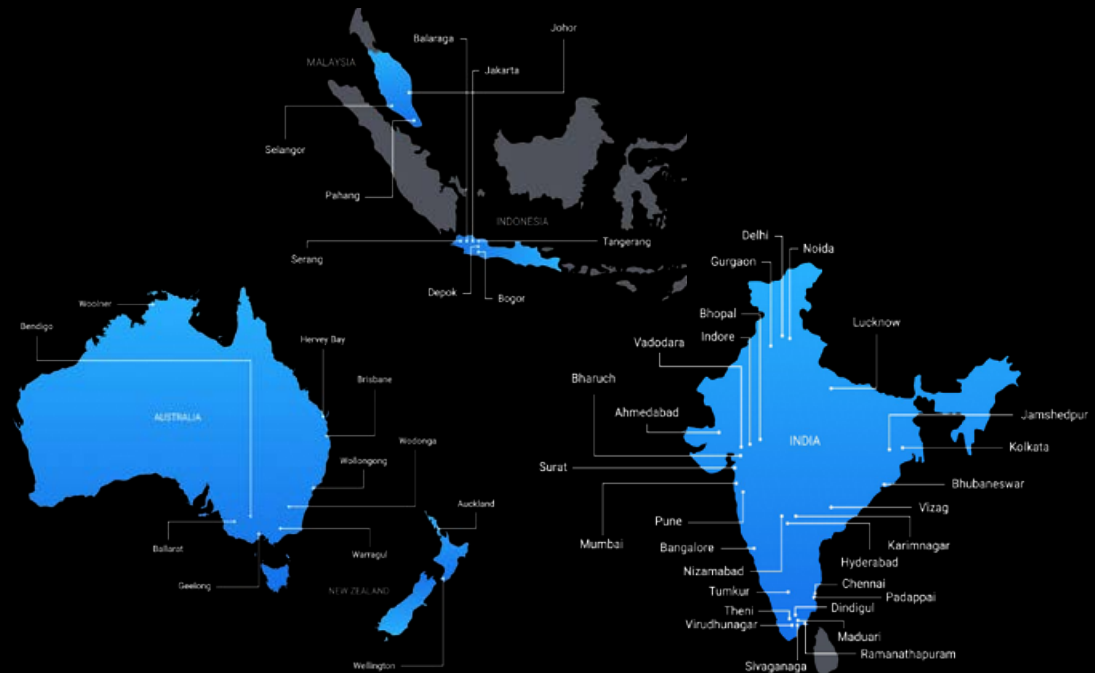 Johor
Balaraga
MALAYSIA
Jakarta
Selangor
Pahang
INDONESIA
Tangerang
Serang
Depok
Bogor
Woolner
Bendigo
Hervey Bay
Brisbane
AUSTRALIA
Wodonga
Wollongong
Auckland
Ballarat
Warragul
Geelong
NEW ZEALAND
Wellington
Delhi
Noida
Gurgaon
Bhopal
Lucknow
Indore
Vadodara
Bharuch
Ahmedabad
Jamshedpur
INDIA
Kolkata
Surat
Bhubaneswar
Vizag
Pune
Mumbai
Karimnagar
Bangalore
Hyderabad
Nizamabad
Chennai
Tumkur
Padappai
Theni
Dindigul
Virudhunagar
Maduari
Ramanathapuram
Sivaganaga